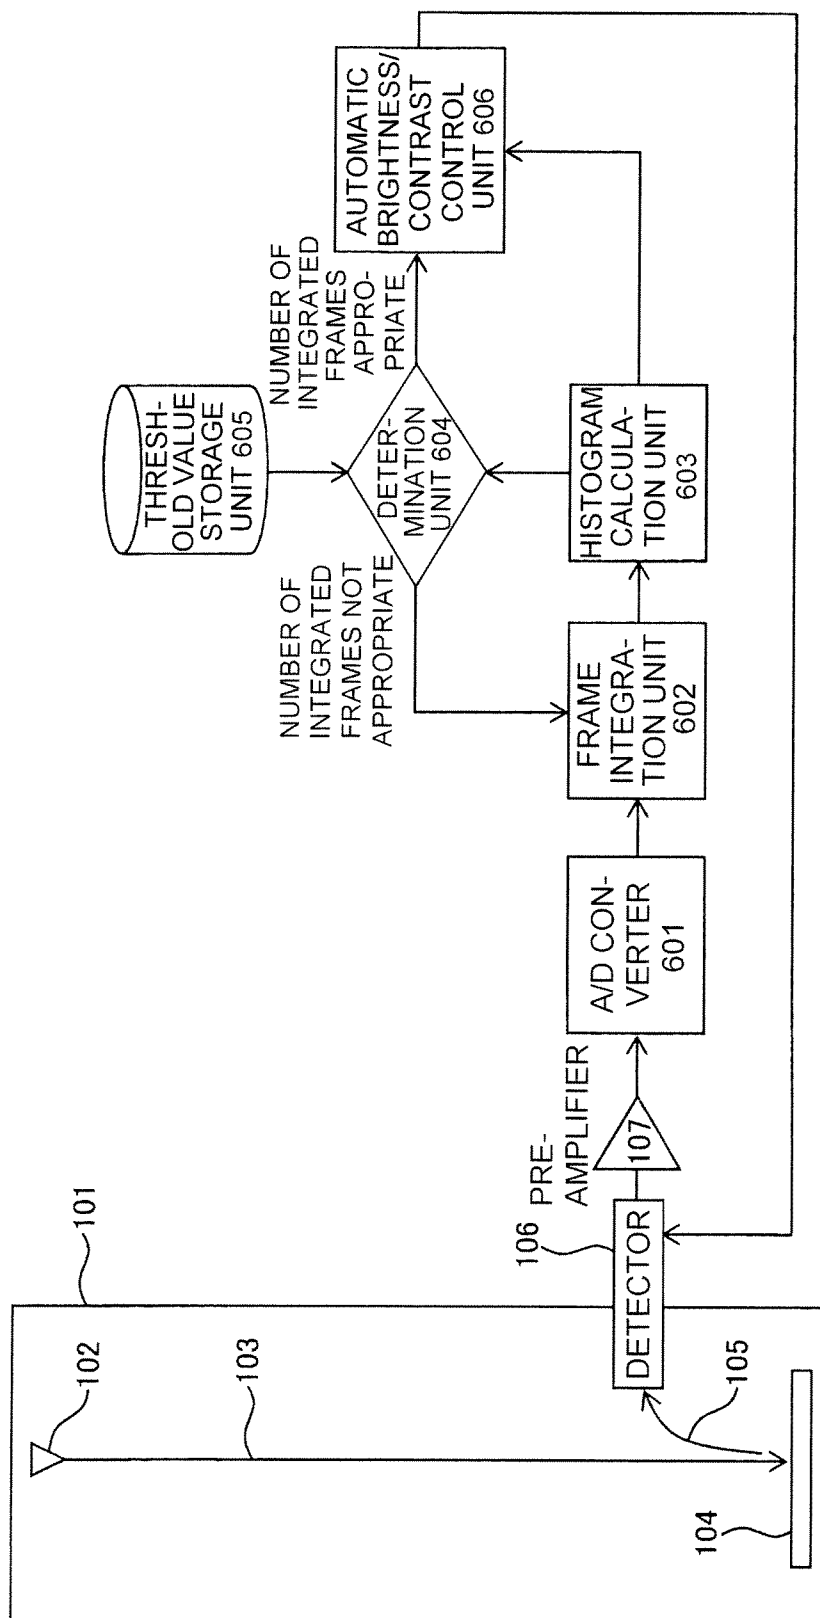 101
102
103
104
105
106
DETECTOR
PRE-
AMPLIFIER
107
A/D CON-
VERTER
601
FRAME
INTEGRA-
TION UNIT
602
HISTOGRAM
CALCULA-
TION UNIT
603
NUMBER OF
INTEGRATED
FRAMES NOT
APPROPRIATE
DETER-
MINATION
UNIT 604
THRESH-
OLD VALUE
STORAGE
UNIT 605
NUMBER OF
INTEGRATED
FRAMES
APPRO-
PRIATE
AUTOMATIC
BRIGHTNESS/
CONTRAST
CONTROL
UNIT 606